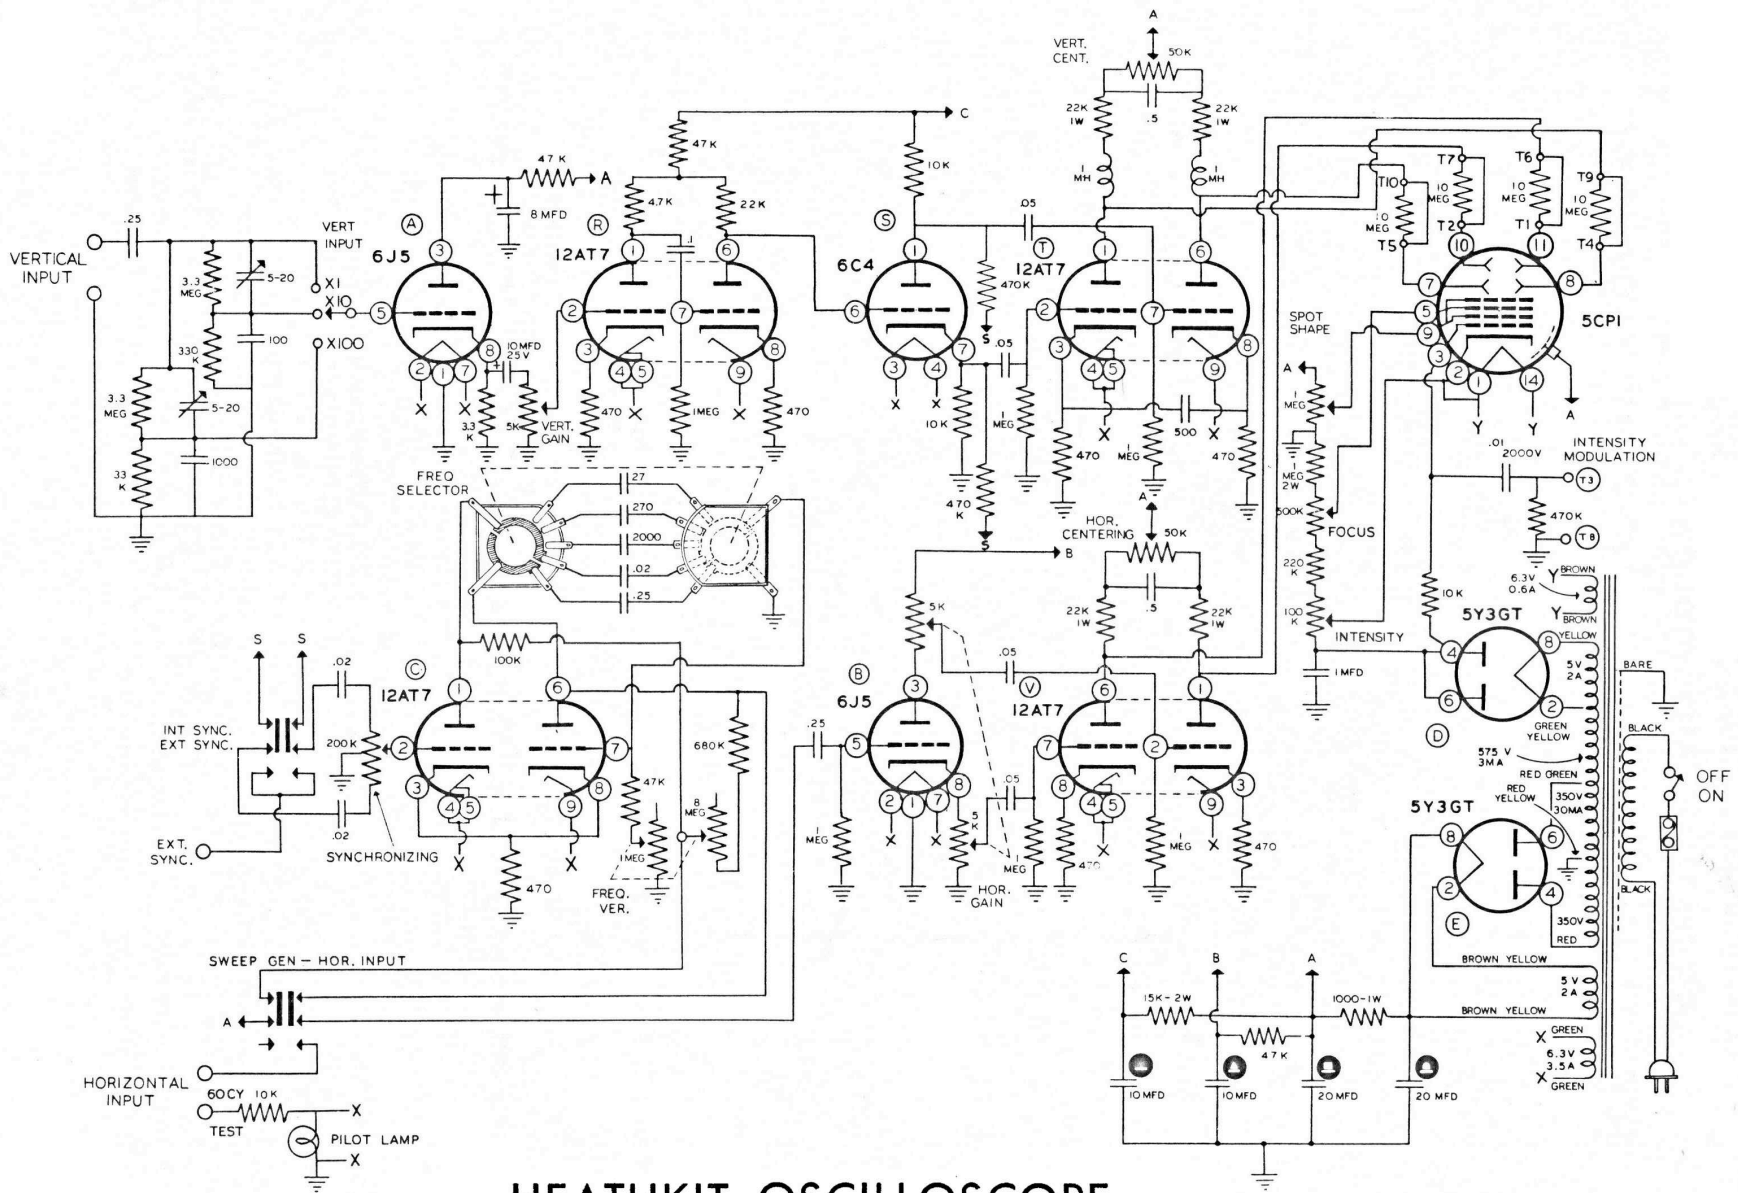 VERTICAL
INPUT
.25
3.3
MEG
330
K
5-20
100
VERT
INPUT
X1
X10
X100
3.3
MEG
33
K
5-20
.1000
A
6J5
3
5
8
2
1
7
X
X
47 K
A
+
8 MFD
10MFD
25V
+
3.3
K
5K
VERT.
GAIN
R
12AT7
47K
4.7K
22K
.1
1
6
2
7
3
8
4
5
9
X
X
470
1MEG
470
C
10K
S
6C4
1
6
7
3
4
X
X
10K
470K
S
.05
.05
470
K
S
1
MEG
T
12AT7
1
6
2
7
3
8
4
5
9
X
X
500
470
1
MEG
470
A
VERT.
CENT.
50K
.5
22K
1W
22K
1W
1
MH
1
MH
T10
10
MEG
T5
T7
10
MEG
T2
T6
10
MEG
T1
T9
10
MEG
T4
10
11
7
8
5
9
3
2
1
14
5CP1
A
Y
Y
SPOT
SHAPE
A
1
MEG
1
MEG
2W
500K
FOCUS
220
K
100
K
INTENSITY
.1 MFD
.01
2000V
INTENSITY
MODULATION
T3
470K
T8
10K
FREQ
SELECTOR
27
270
2000
.02
.25
100K
S
S
INT SYNC.
EXT SYNC.
.02
200K
.02
EXT.
SYNC.
SYNCHRONIZING
C
12AT7
1
6
2
7
3
8
4
5
9
X
X
470
47K
1MEG
FREQ.
VER.
8
MEG
680K
B
5K
.05
.25
B
6J5
3
5
8
2
1
7
X
X
1
MEG
5
K
HOR.
GAIN
.05
1
MEG
A
HOR.
CENTERING
50K
.5
22K
1W
22K
1W
V
12AT7
6
1
7
2
8
3
4
5
9
X
X
470
1
MEG
470
5Y3GT
4
8
6
2
D
5Y3GT
8
6
2
4
E
6.3V
0.6A
Y
BROWN
Y
BROWN
YELLOW
5V
2A
GREEN
YELLOW
575 V
3MA
RED GREEN
RED
YELLOW
350V
30MA
350V
RED
BROWN YELLOW
5V
2A
BROWN YELLOW
X
GREEN
6.3V
3.5A
X
GREEN
BARE
BLACK
BLACK
OFF
ON
SWEEP GEN – HOR. INPUT
A
HORIZONTAL
INPUT
60CY
10K
TEST
X
PILOT LAMP
X
C
B
A
15K-2W
1000-1W
47K
10MFD
10MFD
20MFD
20 MFD
HEATHKIT OSCILLOSCOPE